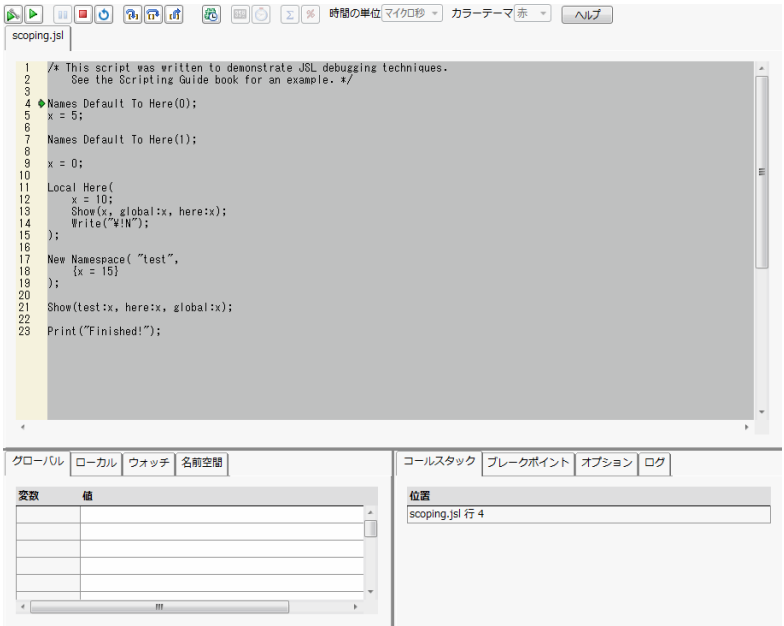 時間の単位 マイクロ秒 カラーテーマ 赤 ヘルプ
scoping.jsl
1 /* This script was written to demonstrate JSL debugging techniques.
2 See the Scripting Guide book for an example. */
3
4 Names Default To Here(0);
5 x = 5;
6
7 Names Default To Here(1);
8
9 x = 0;
10
11 Local Here(
12 x = 10;
13 Show(x, global:x, here:x);
14 Write("¥!N");
15 );
16
17 New Namespace( "test",
18 {x = 15}
19 );
20
21 Show(test:x, here:x, global:x);
22
23 Print("Finished!");
グローバル ローカル ウォッチ 名前空間
変数 値
コールスタック ブレークポイント オプション ログ
位置
scoping.jsl 行 4